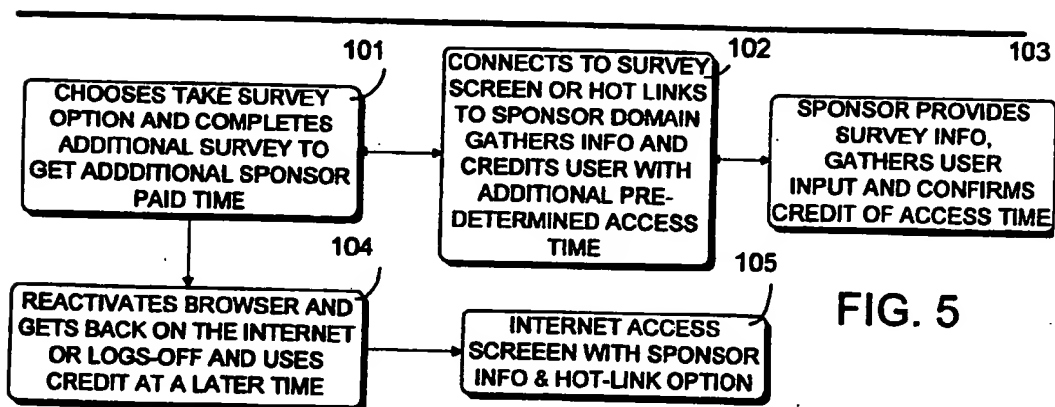 101
CHOOSES TAKE SURVEY
OPTION AND COMPLETES
ADDITIONAL SURVEY TO
GET ADDDITIONAL SPONSOR
PAID TIME
102
CONNECTS TO SURVEY
SCREEN OR HOT LINKS
TO SPONSOR DOMAIN
GATHERS INFO AND
CREDITS USER WITH
ADDITIONAL PRE-
DETERMINED ACCESS
TIME
103
SPONSOR PROVIDES
SURVEY INFO,
GATHERS USER
INPUT AND CONFIRMS
CREDIT OF ACCESS TIME
104
REACTIVATES BROWSER AND
GETS BACK ON THE INTERNET
OR LOGS-OFF AND USES
CREDIT AT A LATER TIME
105
INTERNET ACCESS
SCREEEN WITH SPONSOR
INFO & HOT-LINK OPTION
FIG. 5